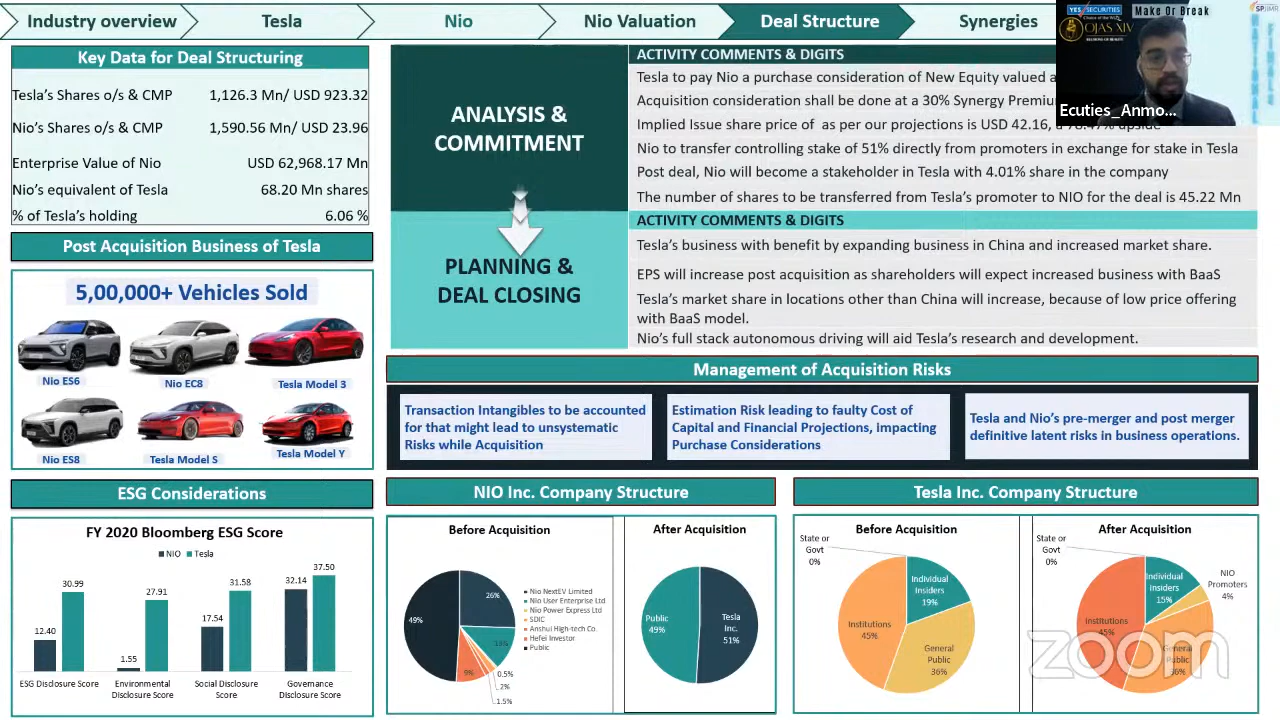 Industry overview
Tesla
Nio
Nio Valuation
Deal Structure
Synergies
YES SECURITIES
OJAS XIV
Make Or Break
SPJIMR
Ecuties_Anmo...
Key Data for Deal Structuring
Tesla's Shares o/s & CMP 1,126.3 Mn/ USD 923.32
Nio's Shares o/s & CMP 1,590.56 Mn/ USD 23.96
Enterprise Value of Nio USD 62,968.17 Mn
Nio's equivalent of Tesla 68.20 Mn shares
% of Tesla's holding 6.06 %
Post Acquisition Business of Tesla
5,00,000+ Vehicles Sold
Nio ES6
Nio EC8
Tesla Model 3
Nio ES8
Tesla Model S
Tesla Model Y
ESG Considerations
FY 2020 Bloomberg ESG Score
NIO Tesla
12.40
30.99
1.55
27.91
17.54
31.58
32.14
37.50
ESG Disclosure Score
Environmental
Disclosure Score
Social Disclosure
Score
Governance
Disclosure Score
ANALYSIS &
COMMITMENT
ACTIVITY COMMENTS & DIGITS
Tesla to pay Nio a purchase consideration of New Equity valued a
Acquisition consideration shall be done at a 30% Synergy Premiu
Implied Issue share price of as per our projections is USD 42.16, a 76.47% upside
Nio to transfer controlling stake of 51% directly from promoters in exchange for stake in Tesla
Post deal, Nio will become a stakeholder in Tesla with 4.01% share in the company
The number of shares to be transferred from Tesla's promoter to NIO for the deal is 45.22 Mn
PLANNING &
DEAL CLOSING
ACTIVITY COMMENTS & DIGITS
Tesla's business with benefit by expanding business in China and increased market share.
EPS will increase post acquisition as shareholders will expect increased business with BaaS
Tesla's market share in locations other than China will increase, because of low price offering
with BaaS model.
Nio's full stack autonomous driving will aid Tesla's research and development.
Management of Acquisition Risks
Transaction Intangibles to be accounted
for that might lead to unsystematic
Risks while Acquisition
Estimation Risk leading to faulty Cost of
Capital and Financial Projections, impacting
Purchase Considerations
Tesla and Nio's pre-merger and post merger
definitive latent risks in business operations.
NIO Inc. Company Structure
Before Acquisition
26%
13%
0.5%
2%
1.5%
9%
49%
Nio NextEV Limited
Nio User Enterprise Ltd
Nio Power Express Ltd
SDIC
Anshui High-tech Co.
Hefei Investor
Public
After Acquisition
Public
49%
Tesla
Inc.
51%
Tesla Inc. Company Structure
Before Acquisition
State or
Govt
0%
Individual
Insiders
19%
Institutions
45%
General
Public
36%
After Acquisition
State or
Govt
0%
Individual
Insiders
15%
NIO
Promoters
4%
Institutions
45%
General
Public
36%
zoom